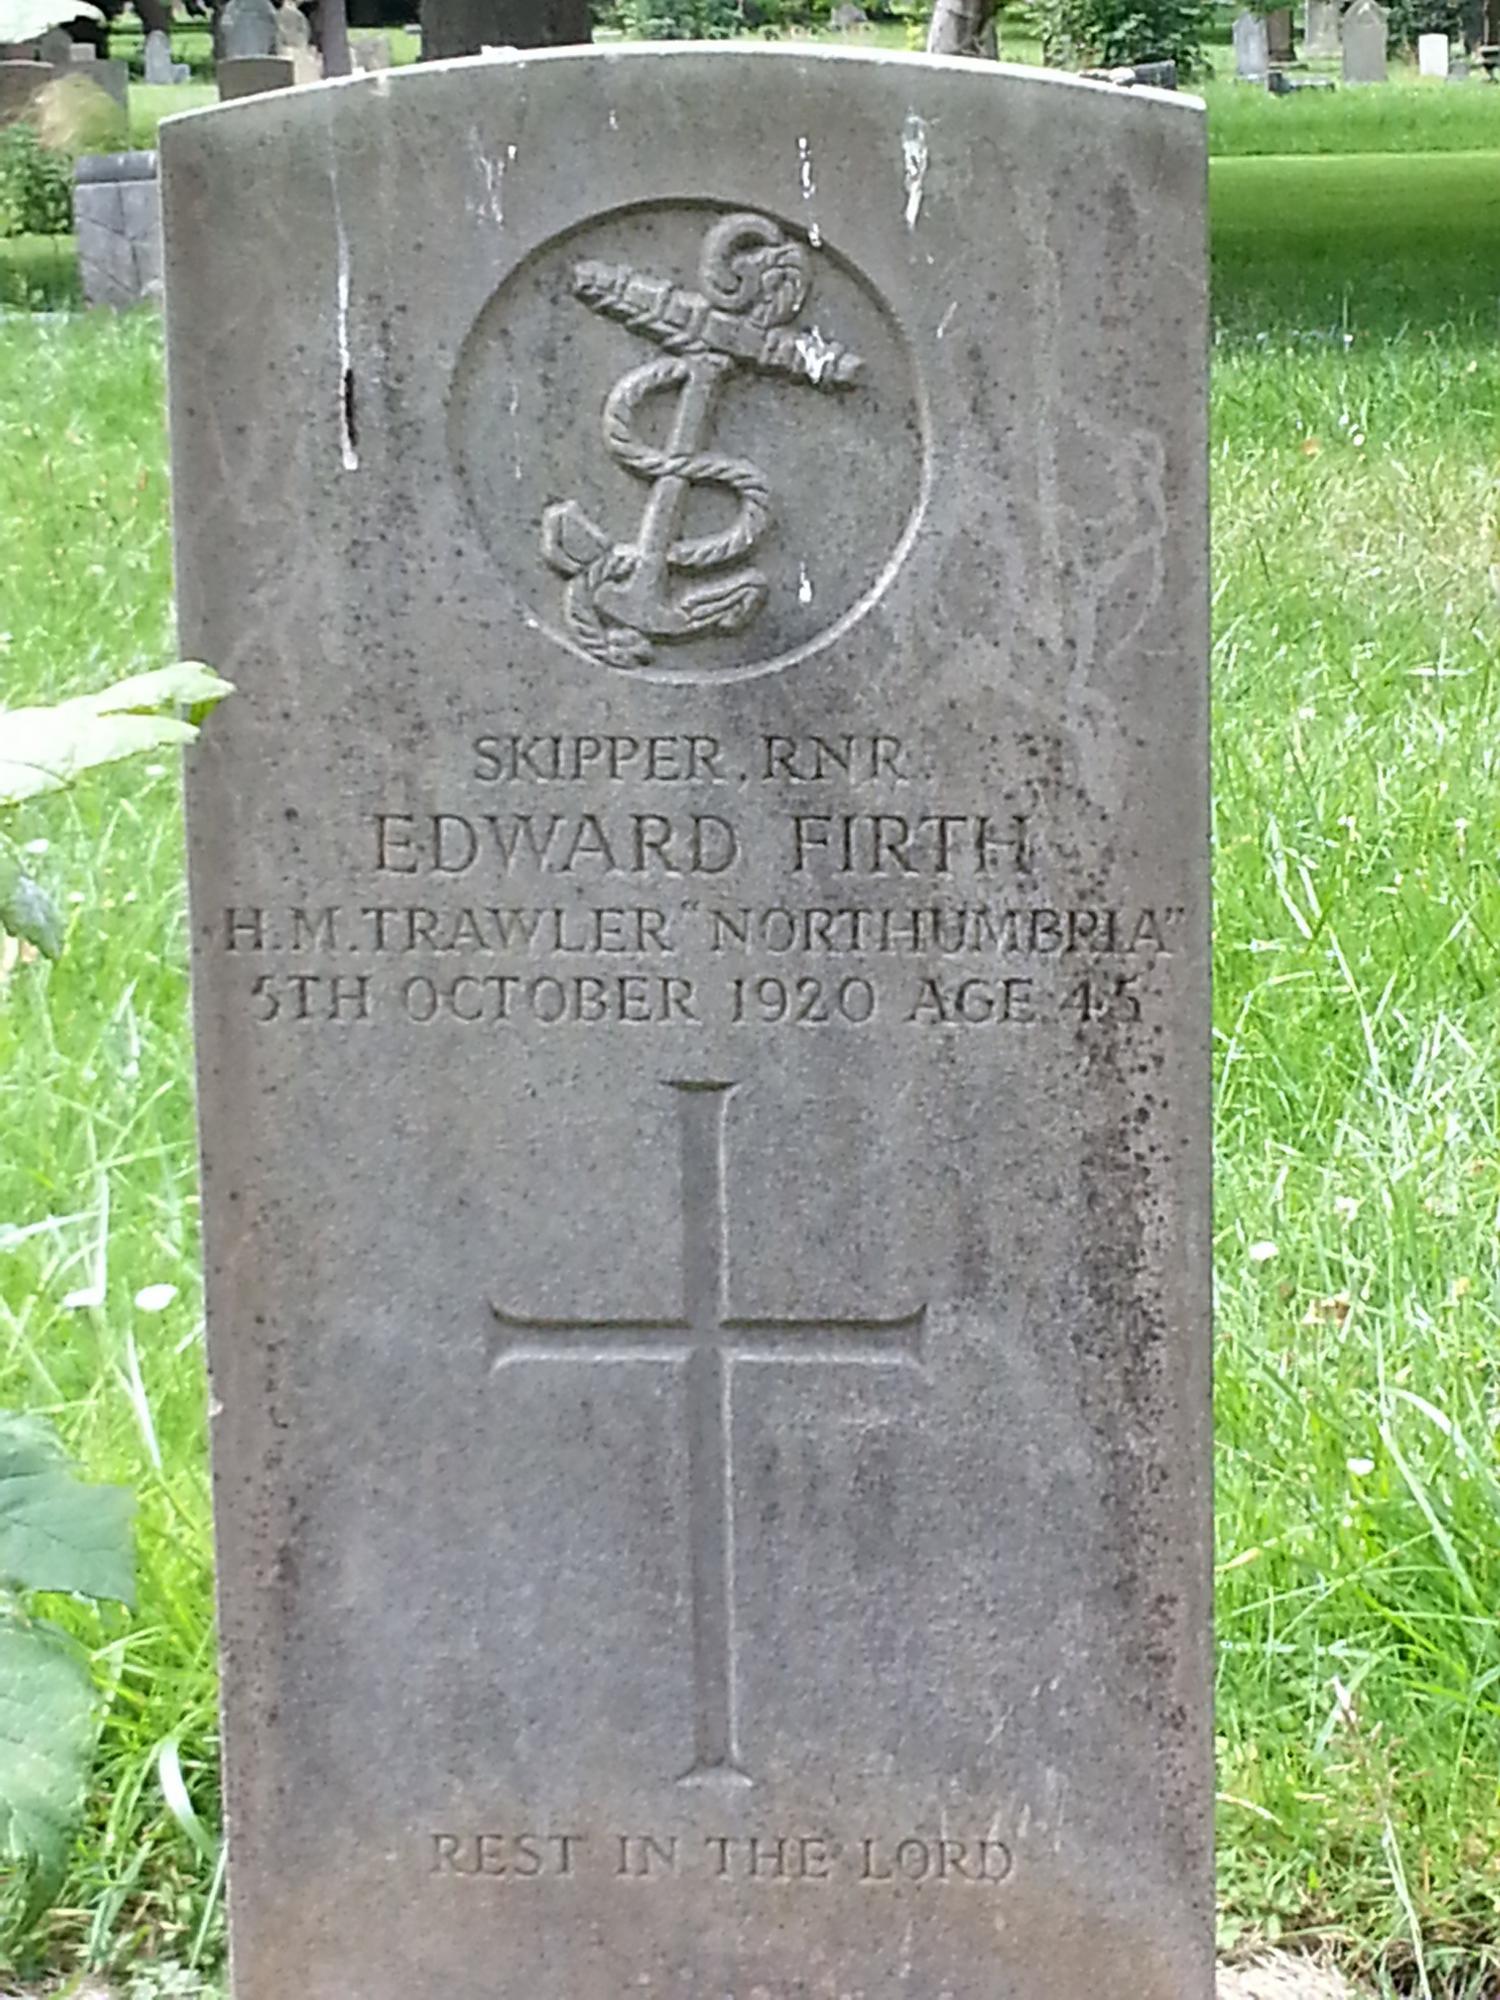 SKIPPER, RNR.
EDWARD FIRTH
H.M. TRAWLER "NORTHUMBRIA"
5TH OCTOBER 1920 AGE 45
REST IN THE LORD